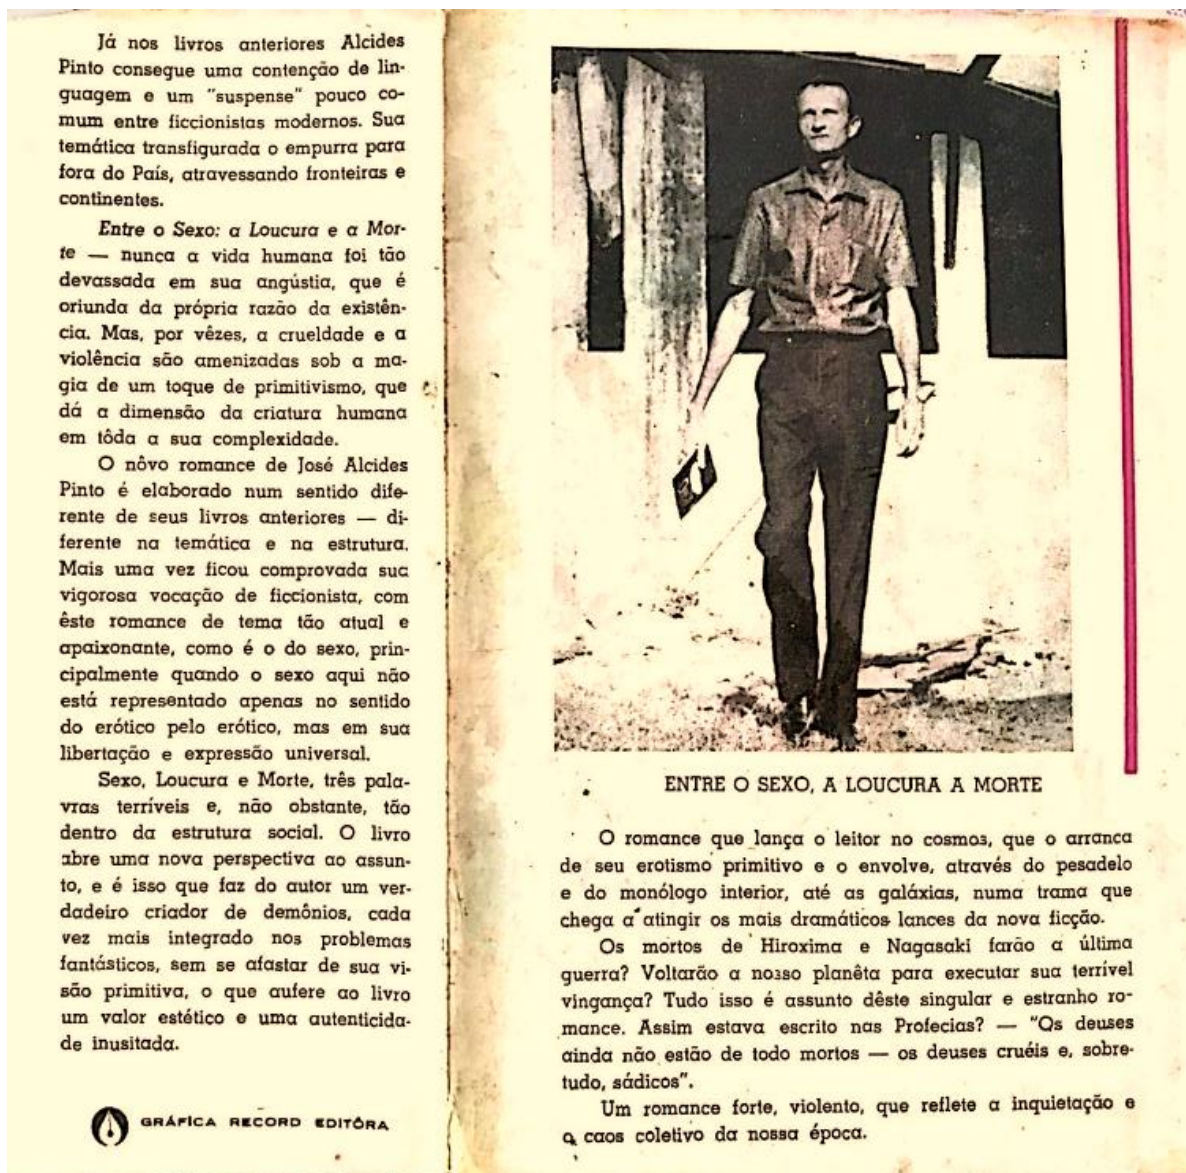 Já nos livros anteriores Alcides
Pinto consegue uma contenção de lin-
guagem e um "suspense" pouco co-
mum entre ficcionistas modernos. Sua
temática transfigurada o empurra para
fora do País, atravessando fronteiras e
continentes.
Entre o Sexo: a Loucura e a Mor-
te — nunca a vida humana foi tão
devassada em sua angústia, que é
oriunda da própria razão da existên-
cia. Mas, por vêzes, a crueldade e a
violência são amenizadas sob a ma-
gia de um toque de primitivismo, que
dá a dimensão da criatura humana
em tôda a sua complexidade.
O nôvo romance de José Alcides
Pinto é elaborado num sentido dife-
rente de seus livros anteriores — di-
ferente na temática e na estrutura.
Mais uma vez ficou comprovada sua
vigorosa vocação de ficcionista, com
êste romance de tema tão atual e
apaixonante, como é o do sexo, prin-
cipalmente quando o sexo aqui não
está representado apenas no sentido
do erótico pelo erótico, mas em sua
libertação e expressão universal.
Sexo, Loucura e Morte, três pala-
vras terríveis e, não obstante, tão
dentro da estrutura social. O livro
abre uma nova perspectiva ao assun-
to, e é isso que faz do autor um ver-
dadeiro criador de demônios, cada
vez mais integrado nos problemas
fantásticos, sem se afastar de sua vi-
são primitiva, o que aufere ao livro
um valor estético e uma autenticida-
de inusitada.
GRÁFICA RECORD EDITÔRA
ENTRE O SEXO, A LOUCURA A MORTE
O romance que lança o leitor no cosmos, que o arranca
de seu erotismo primitivo e o envolve, através do pesadelo
e do monólogo interior, até as galáxias, numa trama que
chega a atingir os mais dramáticos lances da nova ficção.
Os mortos de Hiroxima e Nagasaki farão a última
guerra? Voltarão a nosso planêta para executar sua terrível
vingança? Tudo isso é assunto dêste singular e estranho ro-
mance. Assim estava escrito nas Profecias? — "Os deuses
ainda não estão de todo mortos — os deuses cruéis e, sobre-
tudo, sádicos".
Um romance forte, violento, que reflete a inquietação e
o caos coletivo da nossa época.